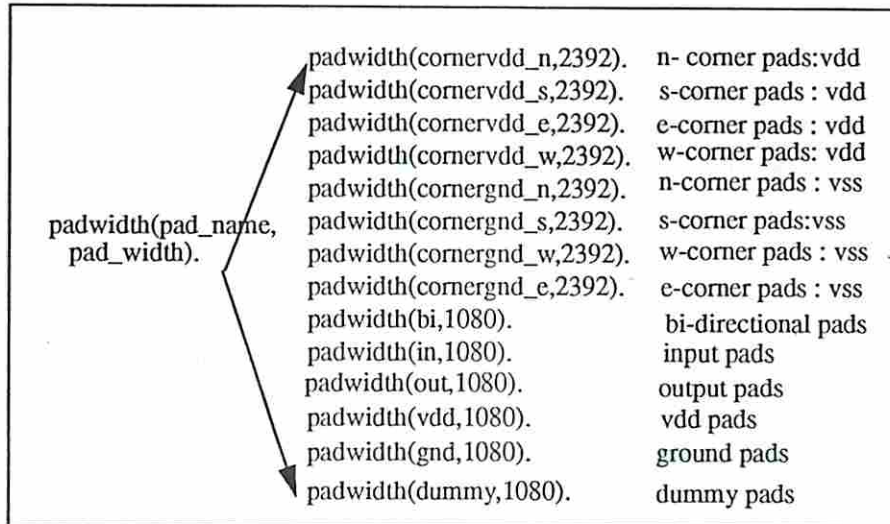 padwidth(cornervdd_n,2392). n- corner pads:vdd
padwidth(cornervdd_s,2392). s-corner pads : vdd
padwidth(cornervdd_e,2392). e-corner pads : vdd
padwidth(cornervdd_w,2392). w-corner pads: vdd
padwidth(cornergnd_n,2392). n-corner pads : vss
padwidth(pad_name,
pad_width).
padwidth(cornergnd_s,2392). s-corner pads:vss
padwidth(cornergnd_w,2392). w-corner pads : vss
padwidth(cornergnd_e,2392). e-corner pads : vss
padwidth(bi,1080). bi-directional pads
padwidth(in,1080). input pads
padwidth(out,1080). output pads
padwidth(vdd,1080). vdd pads
padwidth(gnd,1080). ground pads
padwidth(dummy,1080). dummy pads